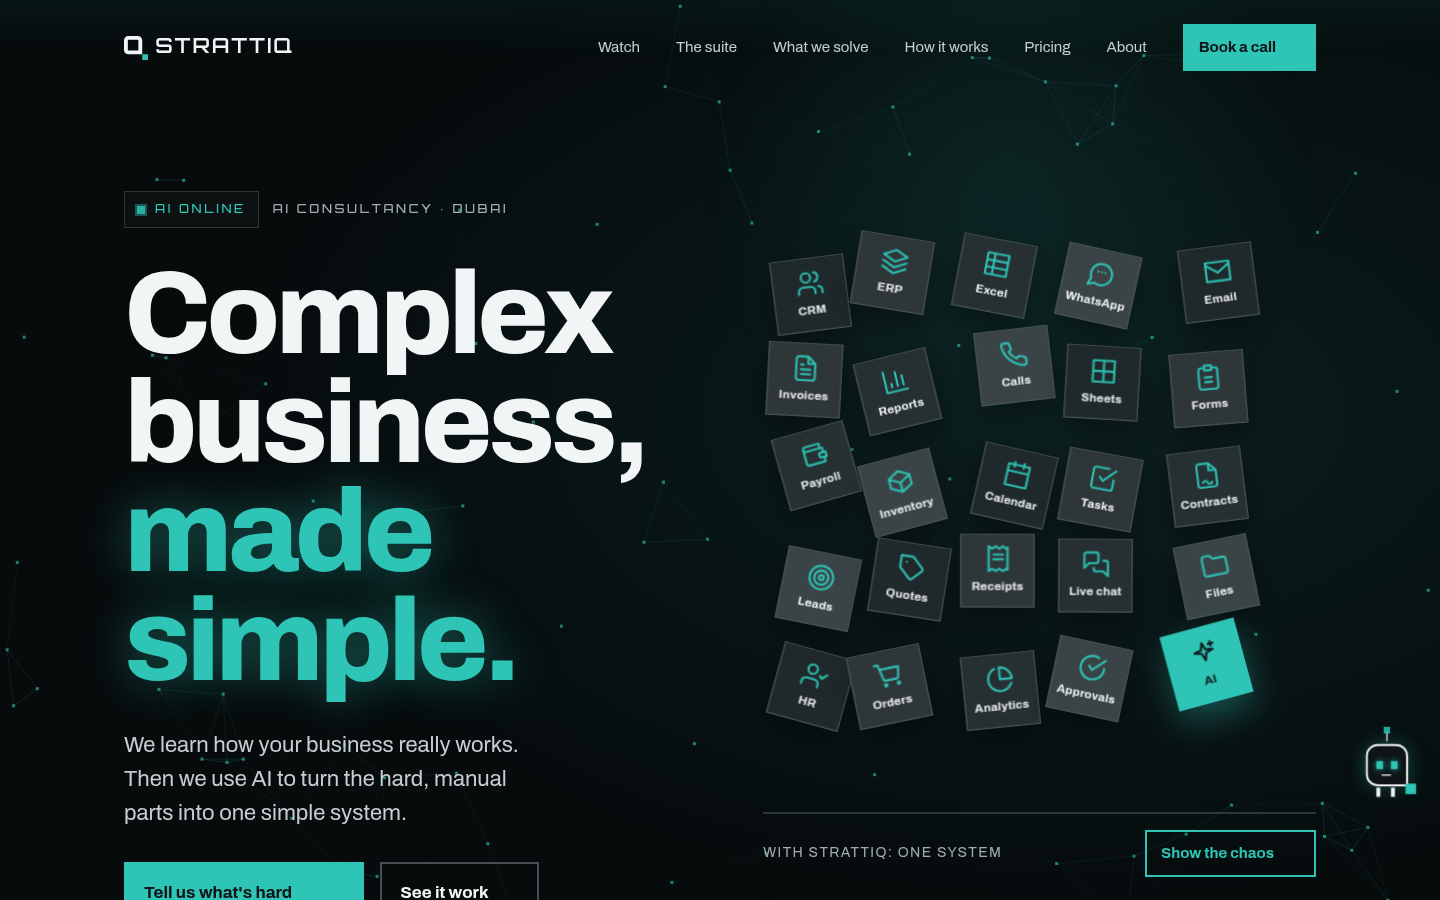 STRATTIQ
Watch
The suite
What we solve
How it works
Pricing
About
Book a call
AI ONLINE
AI CONSULTANCY · DUBAI
Complex
business,
made
simple.
We learn how your business really works.
Then we use AI to turn the hard, manual
parts into one simple system.
Tell us what's hard
See it work
CRM
ERP
Excel
WhatsApp
Email
Invoices
Reports
Calls
Sheets
Forms
Payroll
Inventory
Calendar
Tasks
Contracts
Leads
Quotes
Receipts
Live chat
Files
HR
Orders
Analytics
Approvals
AI
WITH STRATTIQ: ONE SYSTEM
Show the chaos